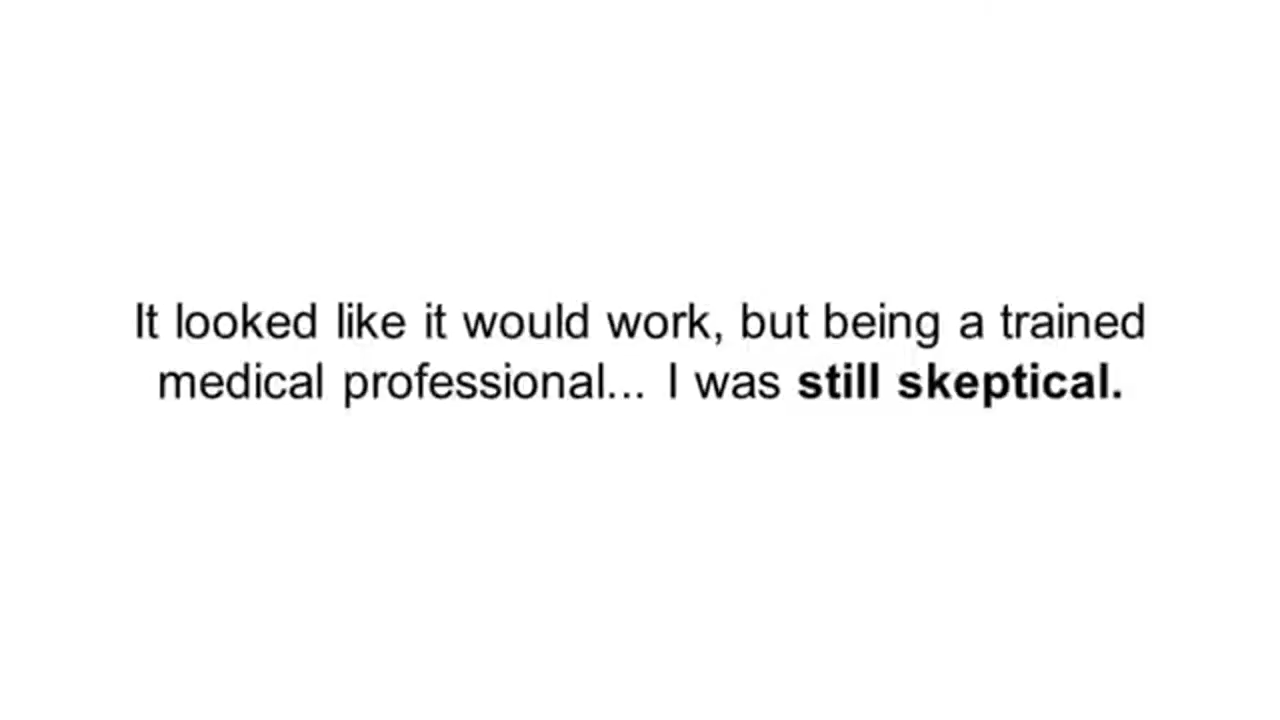 It looked like it would work, but being a trained
medical professional... I was still skeptical.